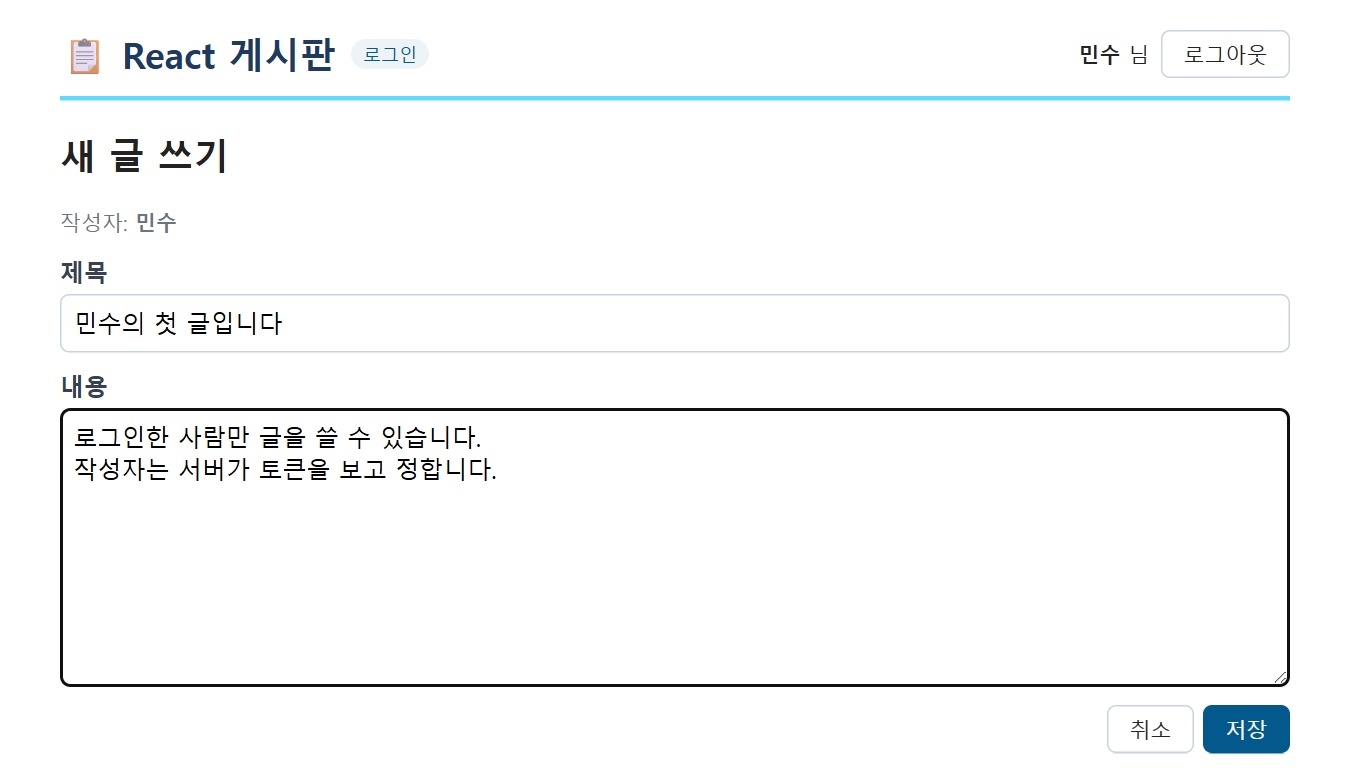 React 게시판 로그인 민수 님 로그아웃
새 글 쓰기
작성자: 민수
제목
민수의 첫 글입니다
내용
로그인한 사람만 글을 쓸 수 있습니다.
작성자는 서버가 토큰을 보고 정합니다.
취소 저장